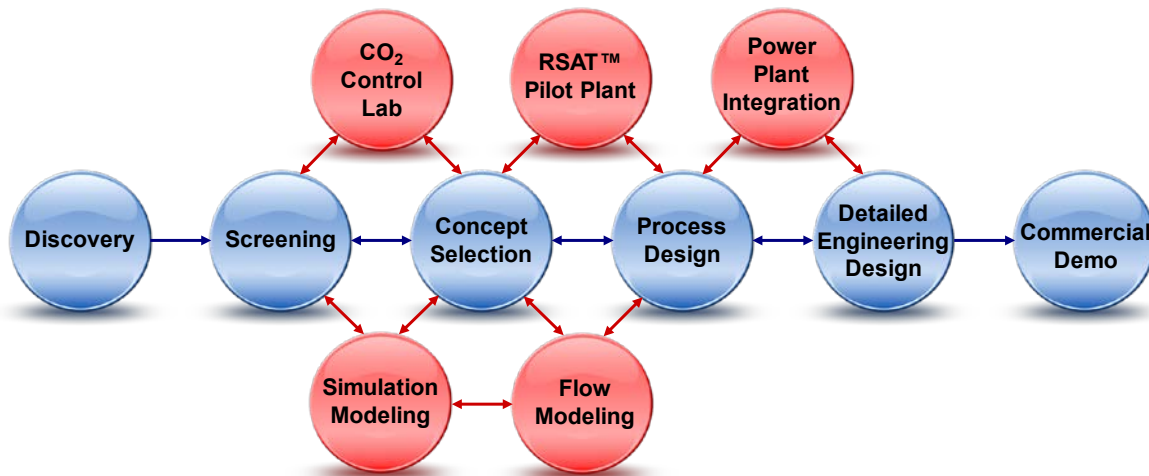 CO₂
Control
Lab
RSAT™
Pilot Plant
Power
Plant
Integration
Discovery
Screening
Concept
Selection
Process
Design
Detailed
Engineering
Design
Commercial
Demo
Simulation
Modeling
Flow
Modeling